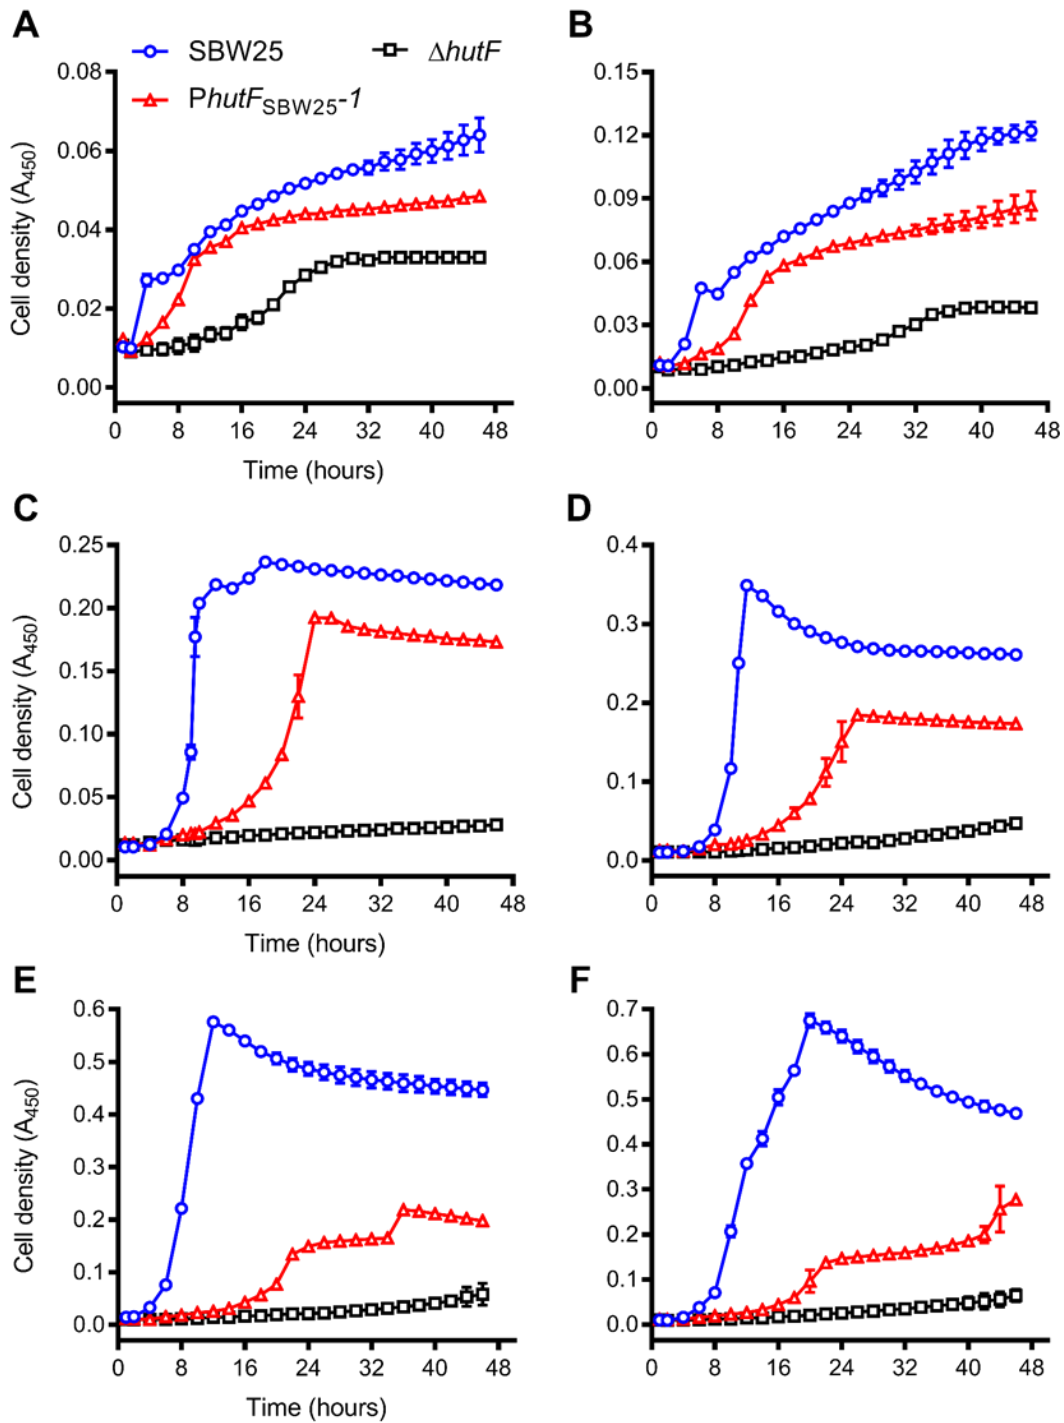 A
B
SBW25
ΔhutF
PhutFSBW25-1
0.08
0.06
0.04
0.02
0.00
Cell density (A450)
0 8 16 24 32 40 48
Time (hours)
0.15
0.12
0.09
0.06
0.03
0.00
0 8 16 24 32 40 48
C
D
0.25
0.20
0.15
0.10
0.05
0.00
Cell density (A450)
0 8 16 24 32 40 48
Time (hours)
0.4
0.3
0.2
0.1
0.0
0 8 16 24 32 40 48
E
F
0.6
0.5
0.4
0.3
0.2
0.1
0.0
Cell density (A450)
0 8 16 24 32 40 48
Time (hours)
0.7
0.6
0.5
0.4
0.3
0.2
0.1
0.0
0 8 16 24 32 40 48